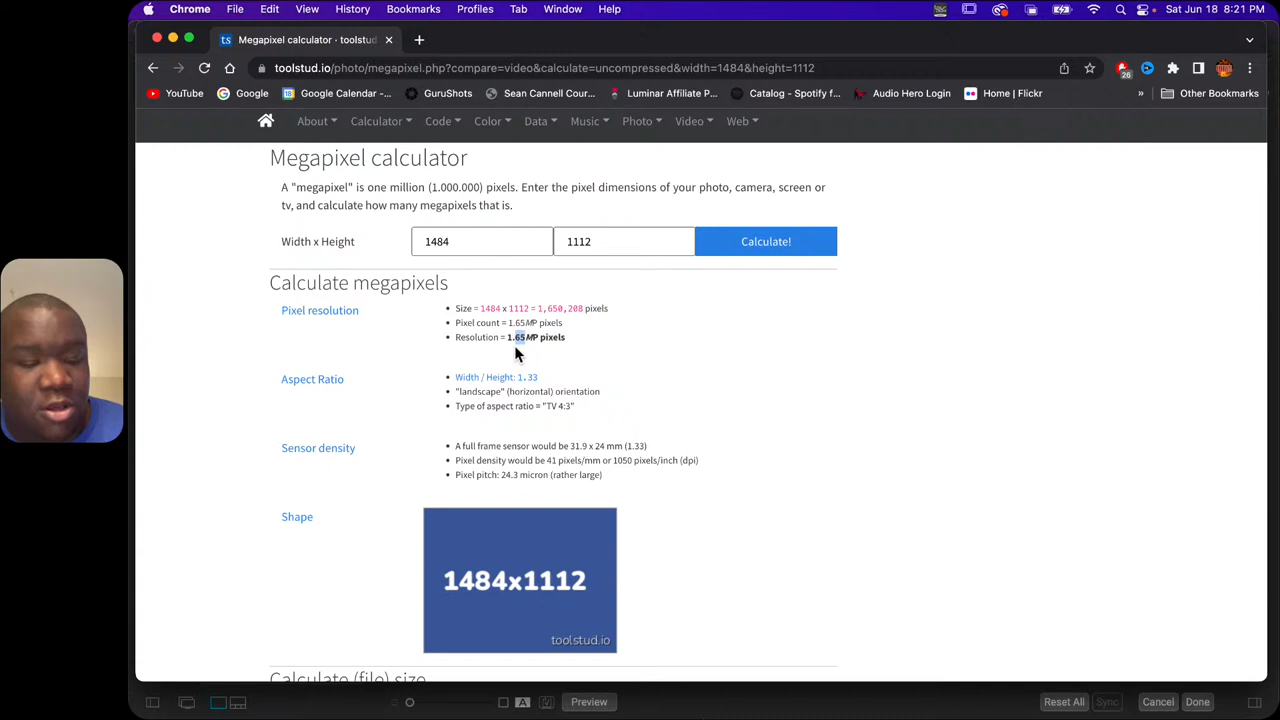 Chrome File Edit View History Bookmarks Profiles Tab Window Help Sat Jun 18 8:21 PM
ts Megapixel calculator · toolstud
toolstud.io/photo/megapixel.php?compare=video&calculate=uncompressed&width=1484&height=1112
26
YouTube Google Google Calendar -... GuruShots Sean Cannell Cour... Luminar Affiliate P... Catalog - Spotify f... Audio Hero Login Home | Flickr » Other Bookmarks
About Calculator Code Color Data Music Photo Video Web
Megapixel calculator
A "megapixel" is one million (1.000.000) pixels. Enter the pixel dimensions of your photo, camera, screen or
tv, and calculate how many megapixels that is.
Width x Height 1484 1112 Calculate!
Calculate megapixels
Pixel resolution
• Size = 1484 x 1112 = 1,650,208 pixels
• Pixel count = 1.65MP pixels
• Resolution = 1.65MP pixels
Aspect Ratio
• Width / Height: 1.33
• "landscape" (horizontal) orientation
• Type of aspect ratio = "TV 4:3"
Sensor density
• A full frame sensor would be 31.9 x 24 mm (1.33)
• Pixel density would be 41 pixels/mm or 1050 pixels/inch (dpi)
• Pixel pitch: 24.3 micron (rather large)
Shape
1484x1112
toolstud.io
Calculate (file) size
A Preview Reset All Sync Cancel Done